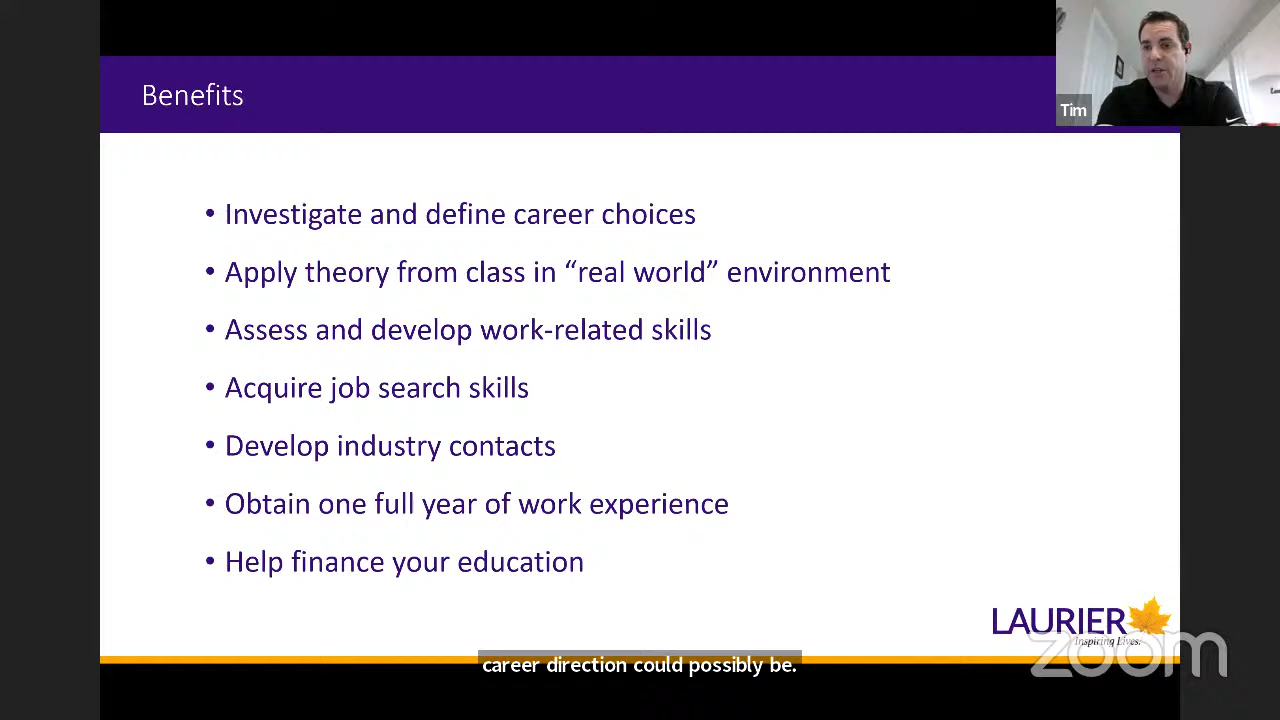 Benefits
Tim
• Investigate and define career choices
• Apply theory from class in “real world” environment
• Assess and develop work-related skills
• Acquire job search skills
• Develop industry contacts
• Obtain one full year of work experience
• Help finance your education
LAURIER
Inspiring Lives.
zoom
career direction could possibly be.